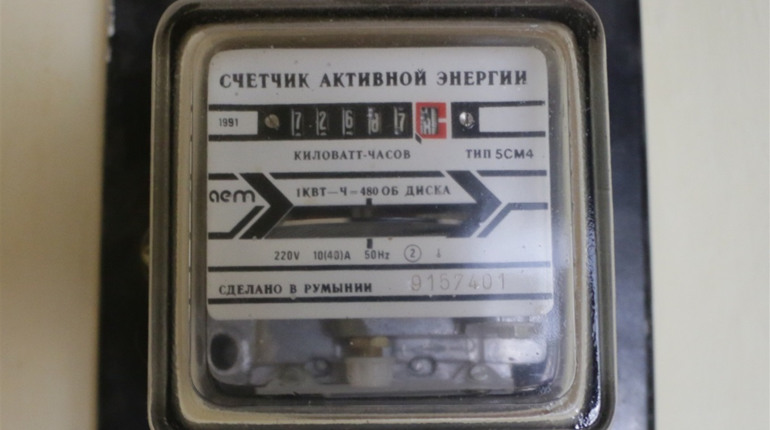 СЧЕТЧИК АКТИВНОЙ ЭНЕРГИИ
1991
КИЛОВАТТ-ЧАСОВ ТИП 5СМ4
aem 1КВТ—Ч=480 ОБ ДИСКА
220V 10(40)A 50Hz 2
СДЕЛАНО В РУМЫНИИ 9157401